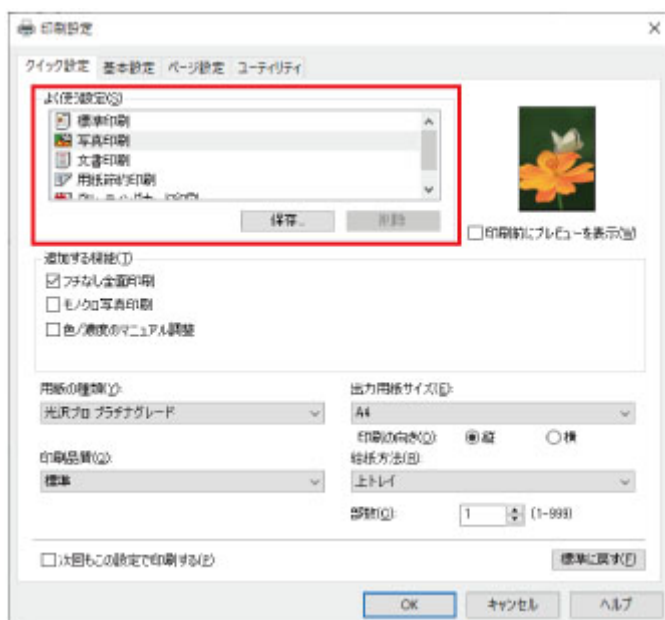 印刷設定
クイック設定 基本設定 ページ設定 ユーティリティ
よく使う設定(S)
標準印刷
写真印刷
文書印刷
用紙節約印刷
保存...
削除
印刷前にプレビューを表示(W)
追加する機能(T)
フチなし全面印刷
モノクロ写真印刷
色/濃度のマニュアル調整
用紙の種類(Y):
光沢プロ プラチナグレード
出力用紙サイズ(E):
A4
印刷の向き(O): 縦 横
印刷品質(Q):
標準
給紙方法(R):
上トレイ
部数(C): 1 (1-999)
次回もこの設定で印刷する(P)
標準に戻す(F)
OK キャンセル ヘルプ